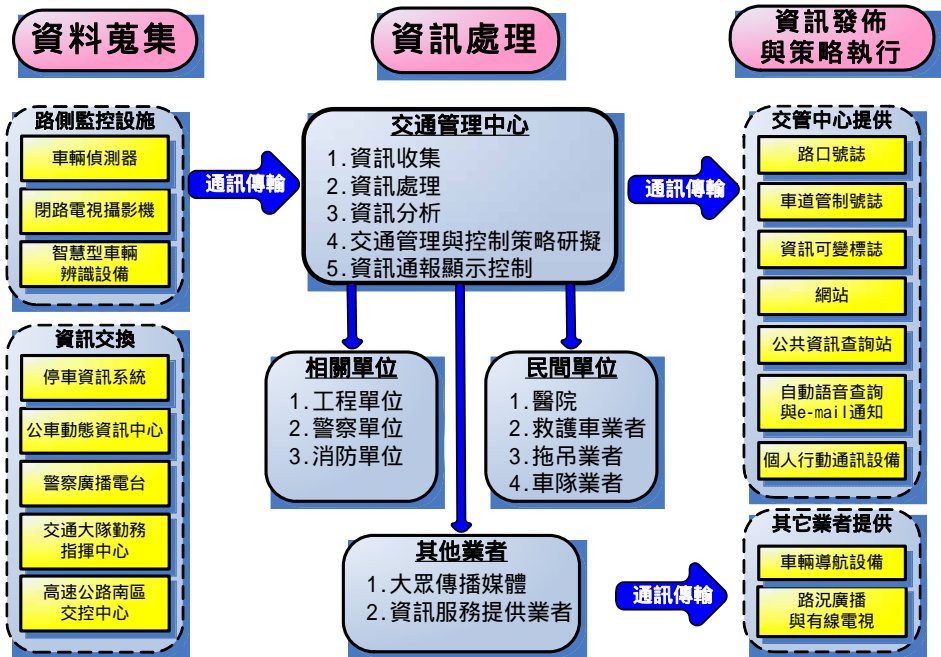 資料蒐集
路側監控設施
車輛偵測器
閉路電視攝影機
智慧型車輛
辨識設備
資訊交換
停車資訊系統
公車動態資訊中心
警察廣播電台
交通大隊勤務
指揮中心
高速公路南區
交控中心
通訊傳輸
資訊處理
交通管理中心
1.資訊收集
2.資訊處理
3.資訊分析
4.交通管理與控制策略研擬
5.資訊通報顯示控制
相關單位
1.工程單位
2.警察單位
3.消防單位
民間單位
1.醫院
2.救護車業者
3.拖吊業者
4.車隊業者
其他業者
1.大眾傳播媒體
2.資訊服務提供業者
通訊傳輸
通訊傳輸
資訊發佈
與策略執行
交管中心提供
路口號誌
車道管制號誌
資訊可變標誌
網站
公共資訊查詢站
自動語音查詢
與e-mail通知
個人行動通訊設備
其它業者提供
車輛導航設備
路況廣播
與有線電視